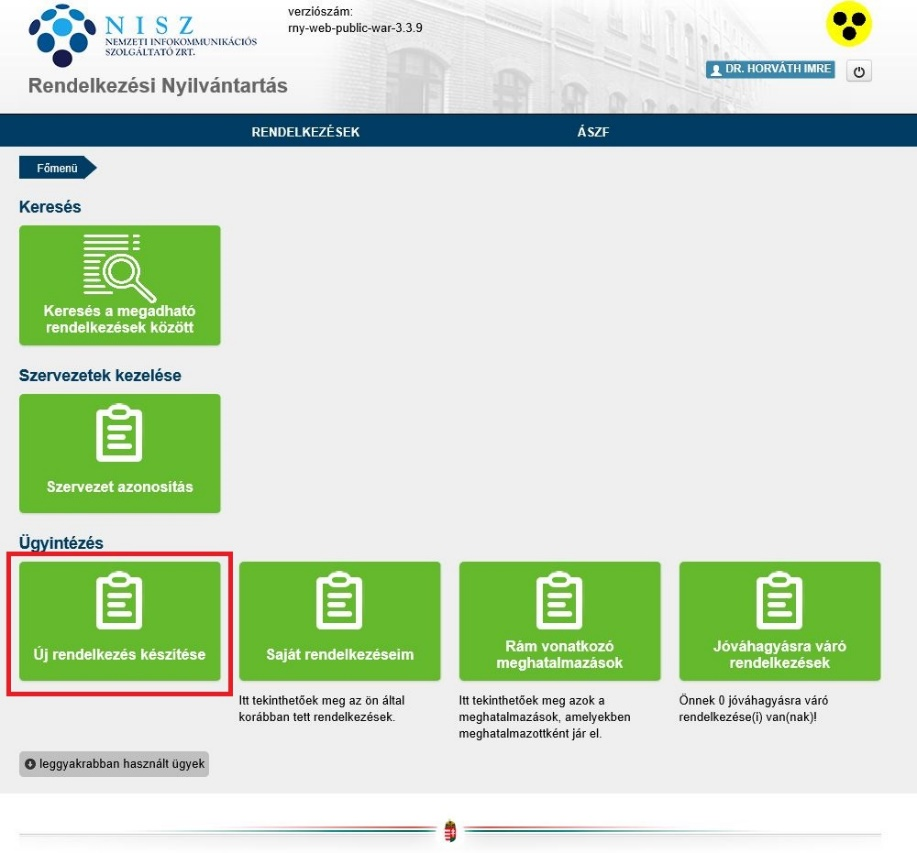 NISZ
NEMZETI INFOKOMMUNIKÁCIÓS
SZOLGÁLTATÓ ZRT.
verziószám:
rny-web-public-war-3.3.9
DR. HORVÁTH IMRE
Rendelkezési Nyilvántartás
RENDELKEZÉSEK
ÁSZF
Főmenü
Keresés
Keresés a megadható
rendelkezések között
Szervezetek kezelése
Szervezet azonosítás
Ügyintézés
Új rendelkezés készítése
Saját rendelkezéseim
Itt tekinthetőek meg az ön által
korábban tett rendelkezések.
Rám vonatkozó
meghatalmazások
Itt tekinthetőek meg azok a
meghatalmazások, amelyekben
meghatalmazottként jár el.
Jóváhagyásra váró
rendelkezések
Önnek 0 jóváhagyásra váró
rendelkezése(i) van(nak)!
leggyakrabban használt ügyek